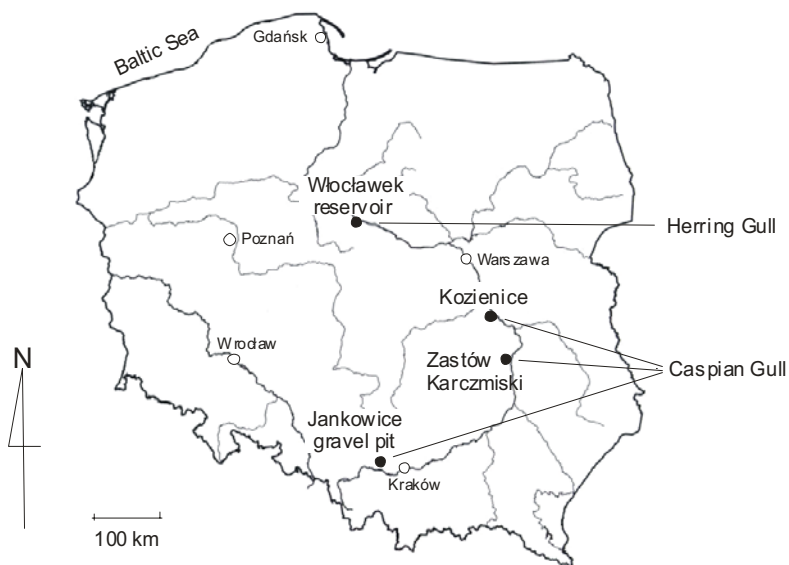 Gdańsk
Baltic Sea
Włocławek
reservoir
Herring Gull
Poznań
Warszawa
Kozienice
Wrocław
Zastów
Karczmiski
Caspian Gull
N
Jankowice
gravel pit
Kraków
100 km